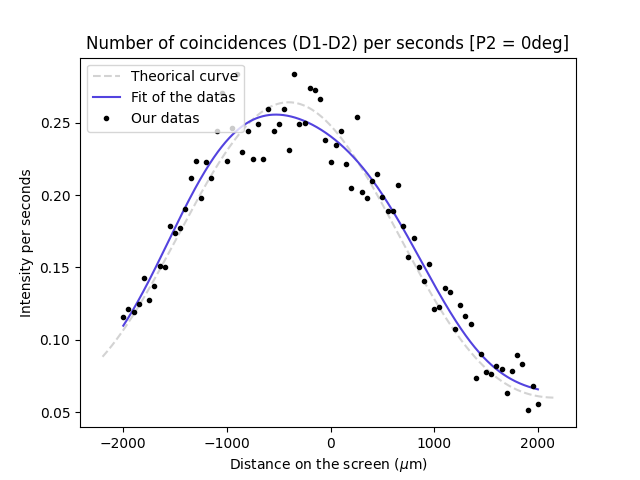 Number of coincidences (D1-D2) per seconds [P2 = 0deg]
Theorical curve
Fit of the datas
Our datas
Intensity per seconds
0.25
0.20
0.15
0.10
0.05
−2000
−1000
0
1000
2000
Distance on the screen (μm)